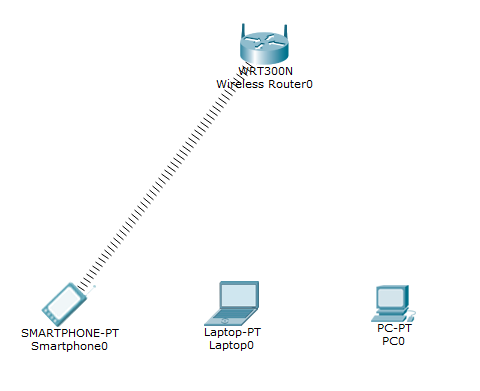 WRT300N
Wireless Router0
SMARTPHONE-PT
Smartphone0
Laptop-PT
Laptop0
PC-PT
PC0